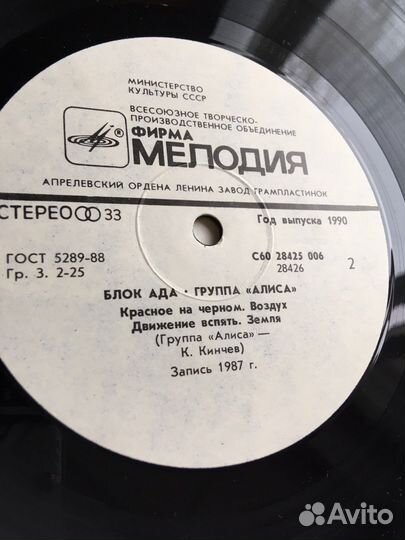 МИНИСТЕРСТВО
КУЛЬТУРЫ СССР
ВСЕСОЮЗНОЕ ТВОРЧЕСКО-
ПРОИЗВОДСТВЕННОЕ ОБЪЕДИНЕНИЕ
ФИРМА
МЕЛОДИЯ
АПРЕЛЕВСКИЙ ОРДЕНА ЛЕНИНА ЗАВОД ГРАМПЛАСТИНОК
СТЕРЕО 33
Год выпуска 1990
ГОСТ 5289-88
Гр. 3. 2-25
С60 28425 006
28426
2
БЛОК АДА · ГРУППА «АЛИСА»
Красное на черном. Воздух
Движение вспять. Земля
(Группа «Алиса» —
К. Кинчев)
Запись 1987 г.
Avito